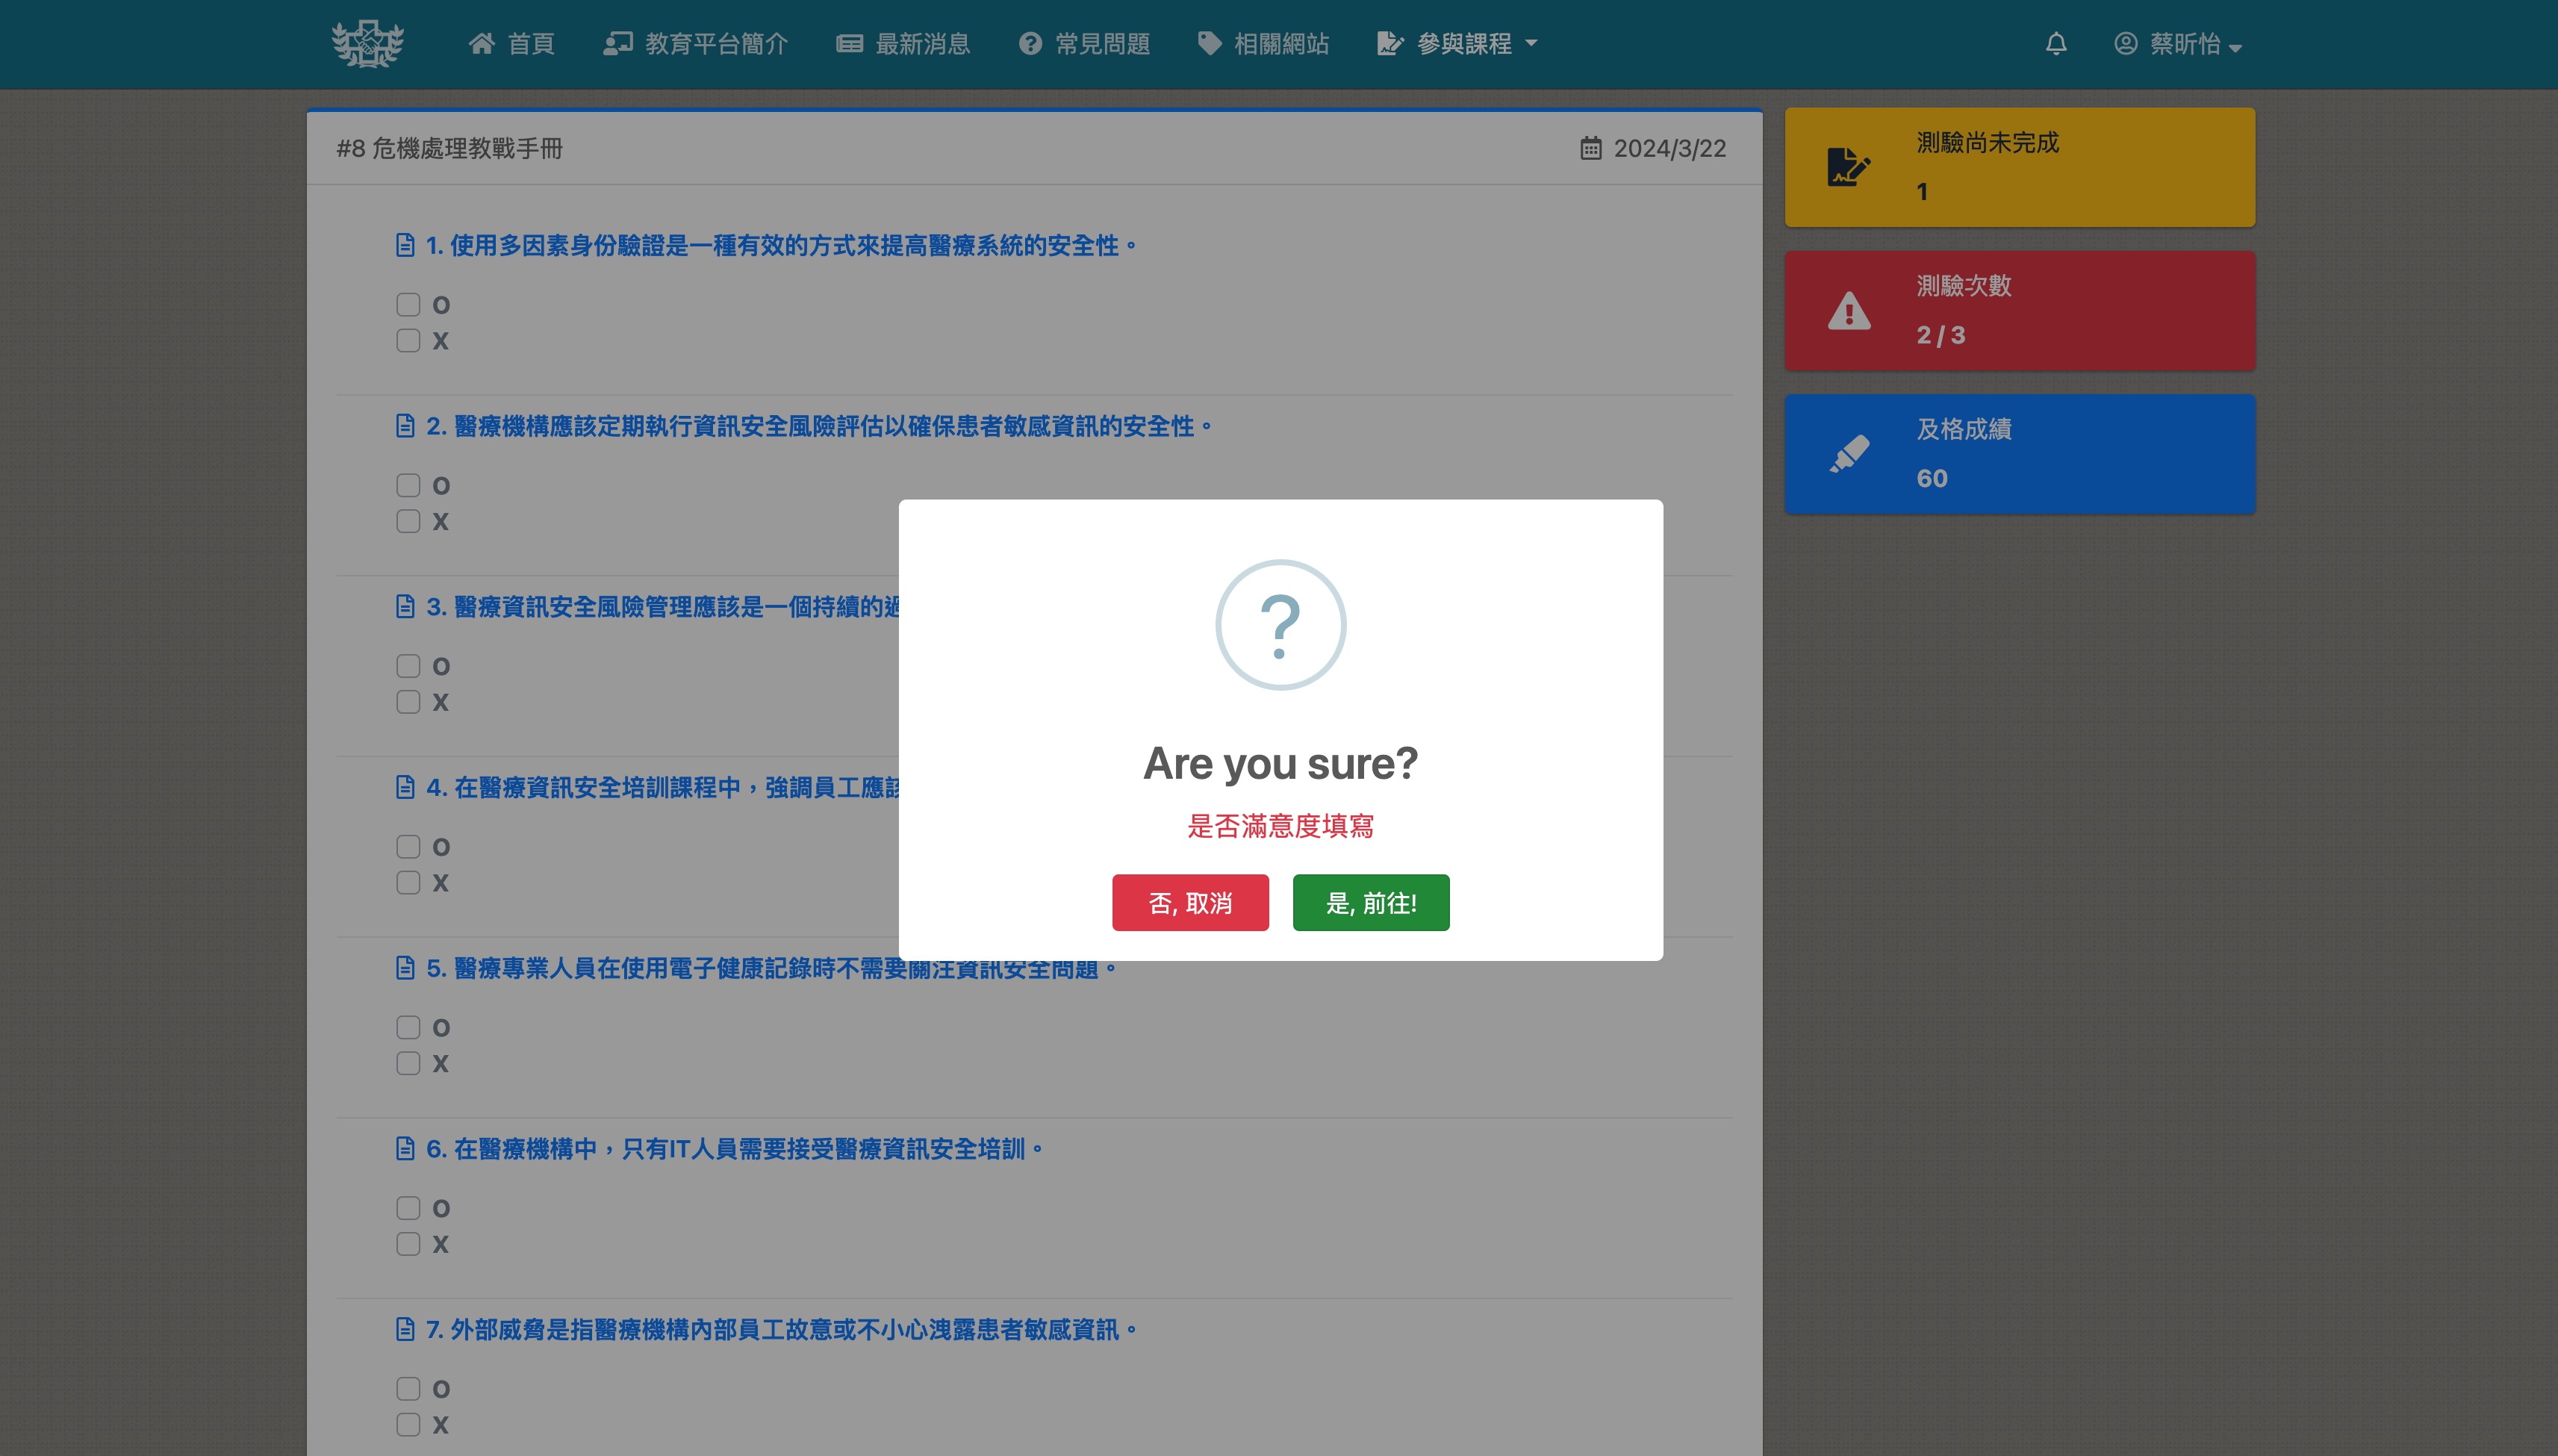 首頁
教育平台簡介
最新消息
常見問題
相關網站
參與課程
蔡昕怡
#8 危機處理教戰手冊
2024/3/22
1. 使用多因素身份驗證是一種有效的方式來提高醫療系統的安全性。
O
X
2. 醫療機構應該定期執行資訊安全風險評估以確保患者敏感資訊的安全性。
O
X
3. 醫療資訊安全風險管理應該是一個持續的過
O
X
4. 在醫療資訊安全培訓課程中，強調員工應該
O
X
5. 醫療專業人員在使用電子健康記錄時不需要關注資訊安全問題。
O
X
6. 在醫療機構中，只有IT人員需要接受醫療資訊安全培訓。
O
X
7. 外部威脅是指醫療機構內部員工故意或不小心洩露患者敏感資訊。
O
X
測驗尚未完成
1
測驗次數
2 / 3
及格成績
60
?
Are you sure?
是否滿意度填寫
否, 取消
是, 前往!